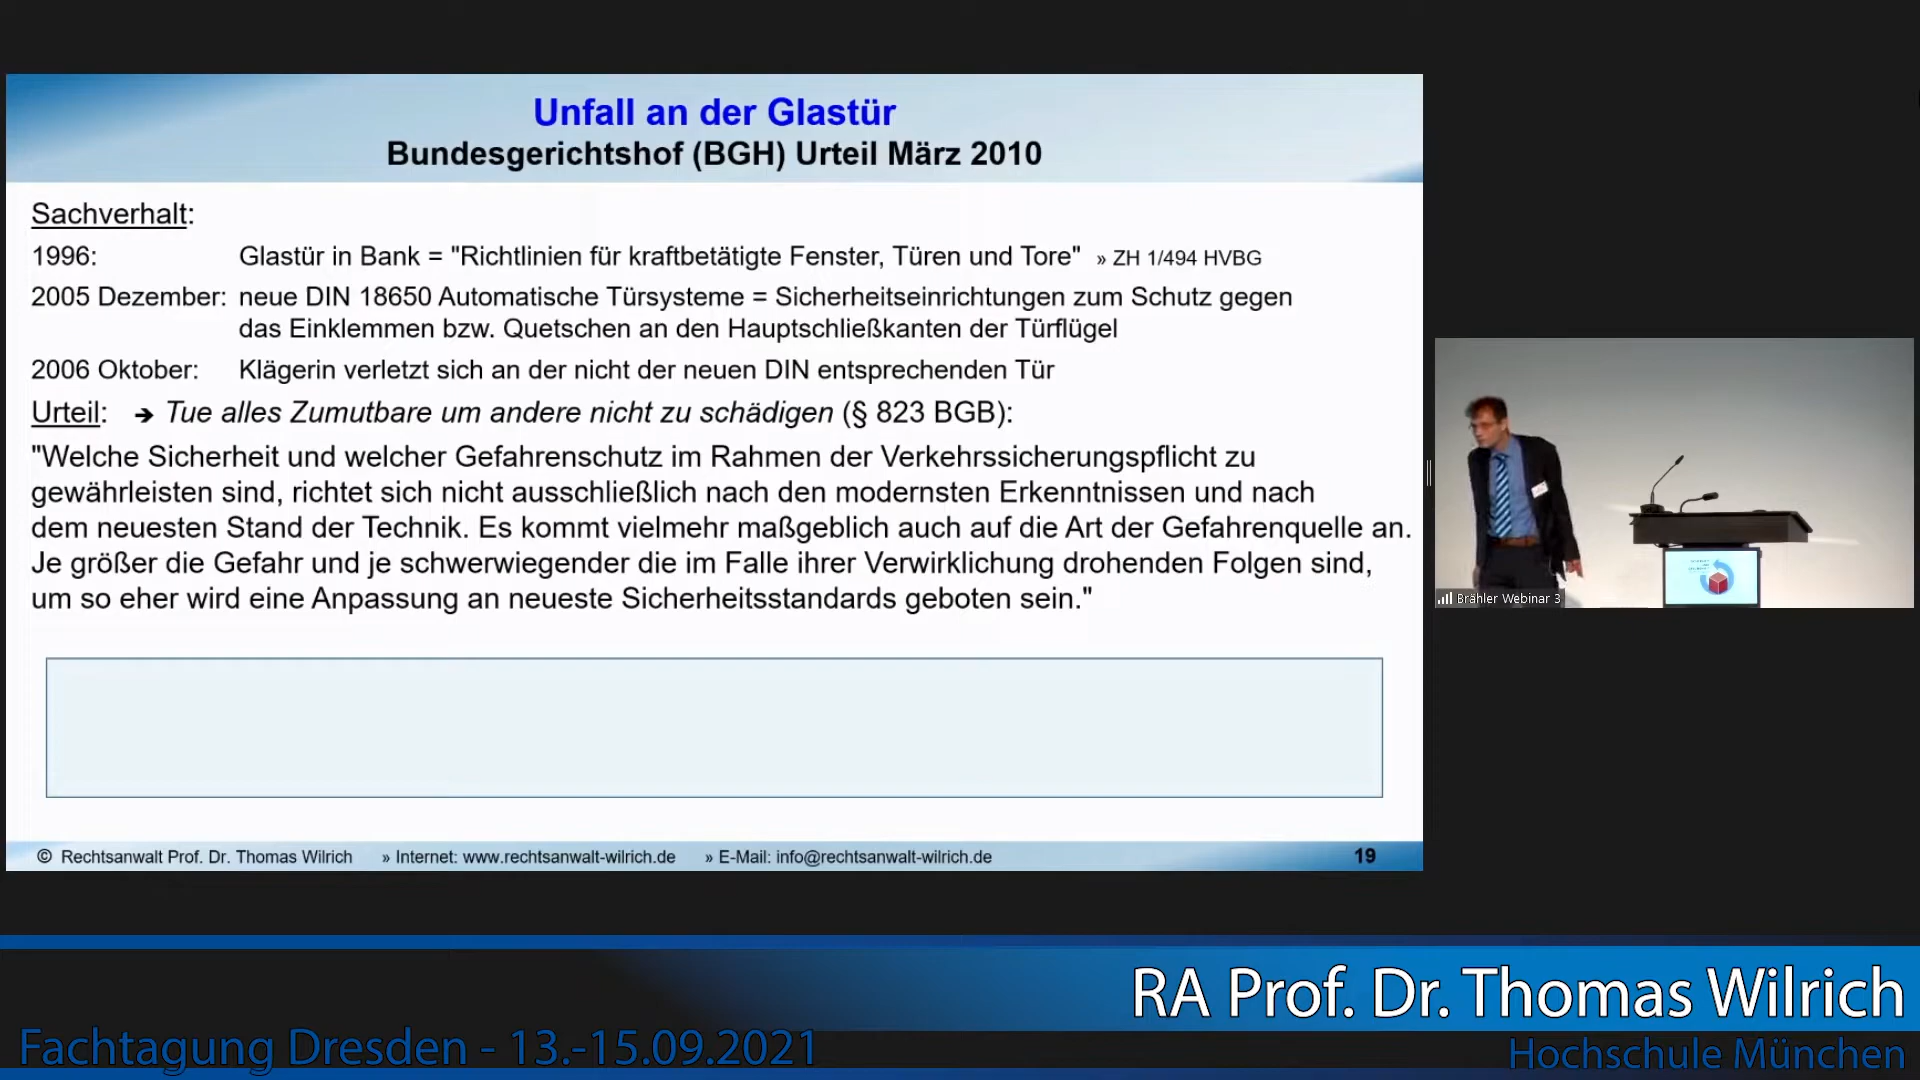 Unfall an der Glastür
Bundesgerichtshof (BGH) Urteil März 2010
Sachverhalt:
1996: Glastür in Bank = "Richtlinien für kraftbetätigte Fenster, Türen und Tore" » ZH 1/494 HVBG
2005 Dezember: neue DIN 18650 Automatische Türsysteme = Sicherheitseinrichtungen zum Schutz gegen
das Einklemmen bzw. Quetschen an den Hauptschließkanten der Türflügel
2006 Oktober: Klägerin verletzt sich an der nicht der neuen DIN entsprechenden Tür
Urteil: ➔ Tue alles Zumutbare um andere nicht zu schädigen (§ 823 BGB):
"Welche Sicherheit und welcher Gefahrenschutz im Rahmen der Verkehrssicherungspflicht zu
gewährleisten sind, richtet sich nicht ausschließlich nach den modernsten Erkenntnissen und nach
dem neuesten Stand der Technik. Es kommt vielmehr maßgeblich auch auf die Art der Gefahrenquelle an.
Je größer die Gefahr und je schwerwiegender die im Falle ihrer Verwirklichung drohenden Folgen sind,
um so eher wird eine Anpassung an neueste Sicherheitsstandards geboten sein."
© Rechtsanwalt Prof. Dr. Thomas Wilrich » Internet: www.rechtsanwalt-wilrich.de » E-Mail: info@rechtsanwalt-wilrich.de 19
Brähler Webinar 3
RA Prof. Dr. Thomas Wilrich
Fachtagung Dresden - 13.-15.09.2021
Hochschule München